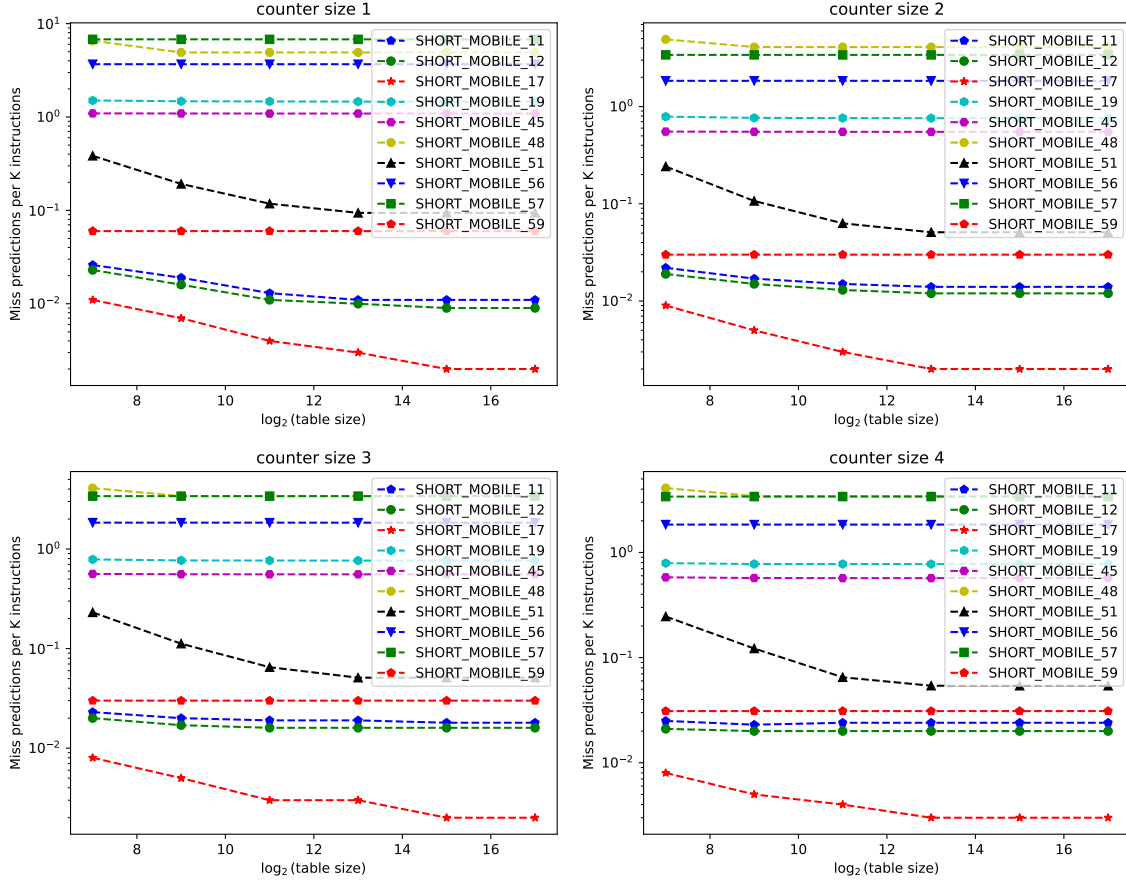 counter size 1
Miss predictions per K instructions
10^1
10^0
10^-1
10^-2
8 10 12 14 16
log_2 (table size)
SHORT_MOBILE_11
SHORT_MOBILE_12
SHORT_MOBILE_17
SHORT_MOBILE_19
SHORT_MOBILE_45
SHORT_MOBILE_48
SHORT_MOBILE_51
SHORT_MOBILE_56
SHORT_MOBILE_57
SHORT_MOBILE_59
counter size 2
Miss predictions per K instructions
10^0
10^-1
10^-2
8 10 12 14 16
log_2 (table size)
SHORT_MOBILE_11
SHORT_MOBILE_12
SHORT_MOBILE_17
SHORT_MOBILE_19
SHORT_MOBILE_45
SHORT_MOBILE_48
SHORT_MOBILE_51
SHORT_MOBILE_56
SHORT_MOBILE_57
SHORT_MOBILE_59
counter size 3
Miss predictions per K instructions
10^0
10^-1
10^-2
8 10 12 14 16
log_2 (table size)
SHORT_MOBILE_11
SHORT_MOBILE_12
SHORT_MOBILE_17
SHORT_MOBILE_19
SHORT_MOBILE_45
SHORT_MOBILE_48
SHORT_MOBILE_51
SHORT_MOBILE_56
SHORT_MOBILE_57
SHORT_MOBILE_59
counter size 4
Miss predictions per K instructions
10^0
10^-1
10^-2
8 10 12 14 16
log_2 (table size)
SHORT_MOBILE_11
SHORT_MOBILE_12
SHORT_MOBILE_17
SHORT_MOBILE_19
SHORT_MOBILE_45
SHORT_MOBILE_48
SHORT_MOBILE_51
SHORT_MOBILE_56
SHORT_MOBILE_57
SHORT_MOBILE_59